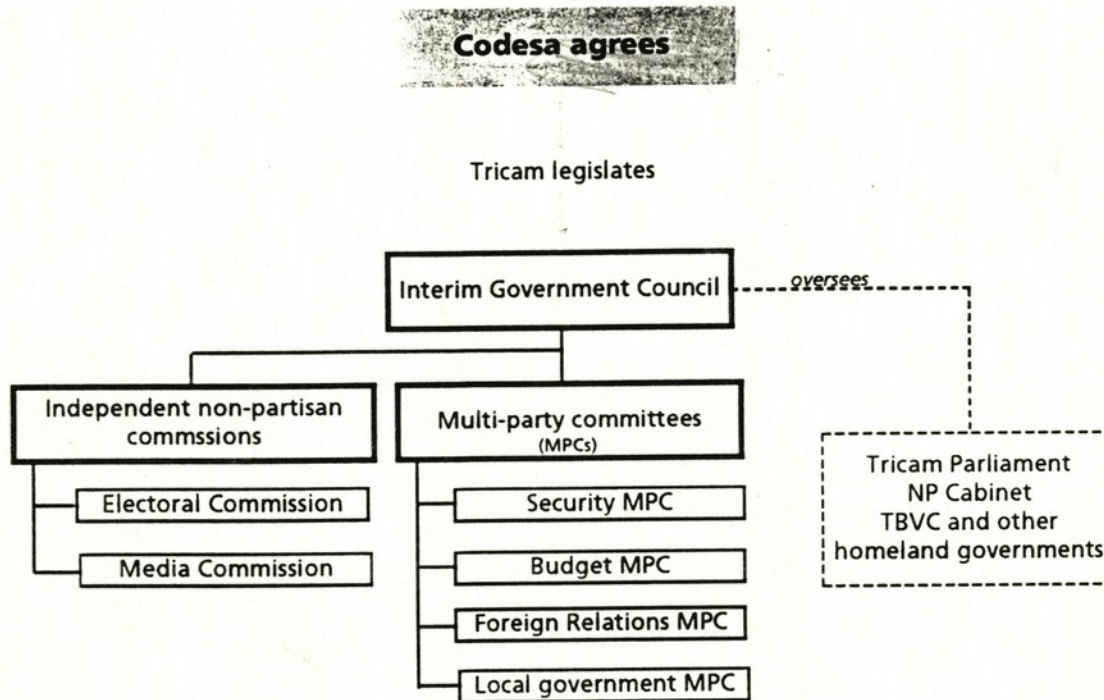 Codesa agrees
Tricam legislates
Interim Government Council
oversees
Independent non-partisan
commssions
Electoral Commission
Media Commission
Multi-party committees
(MPCs)
Security MPC
Budget MPC
Foreign Relations MPC
Local government MPC
Tricam Parliament
NP Cabinet
TBVC and other
homeland governments